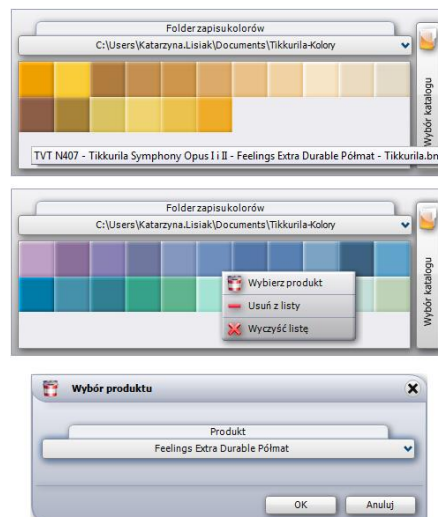 Folder zapisu kolorów
C:\Users\Katarzyna.Lisiak\Documents\Tikkurila-Kolory
Wybór katalogu
TVT N407 - Tikkurila Symphony Opus I i II - Feelings Extra Durable Półmat - Tikkurila.bm
Folder zapisu kolorów
C:\Users\Katarzyna.Lisiak\Documents\Tikkurila-Kolory
Wybór katalogu
Wybierz produkt
Usuń z listy
Wyczyść listę
Wybór produktu
Produkt
Feelings Extra Durable Półmat
OK Anuluj